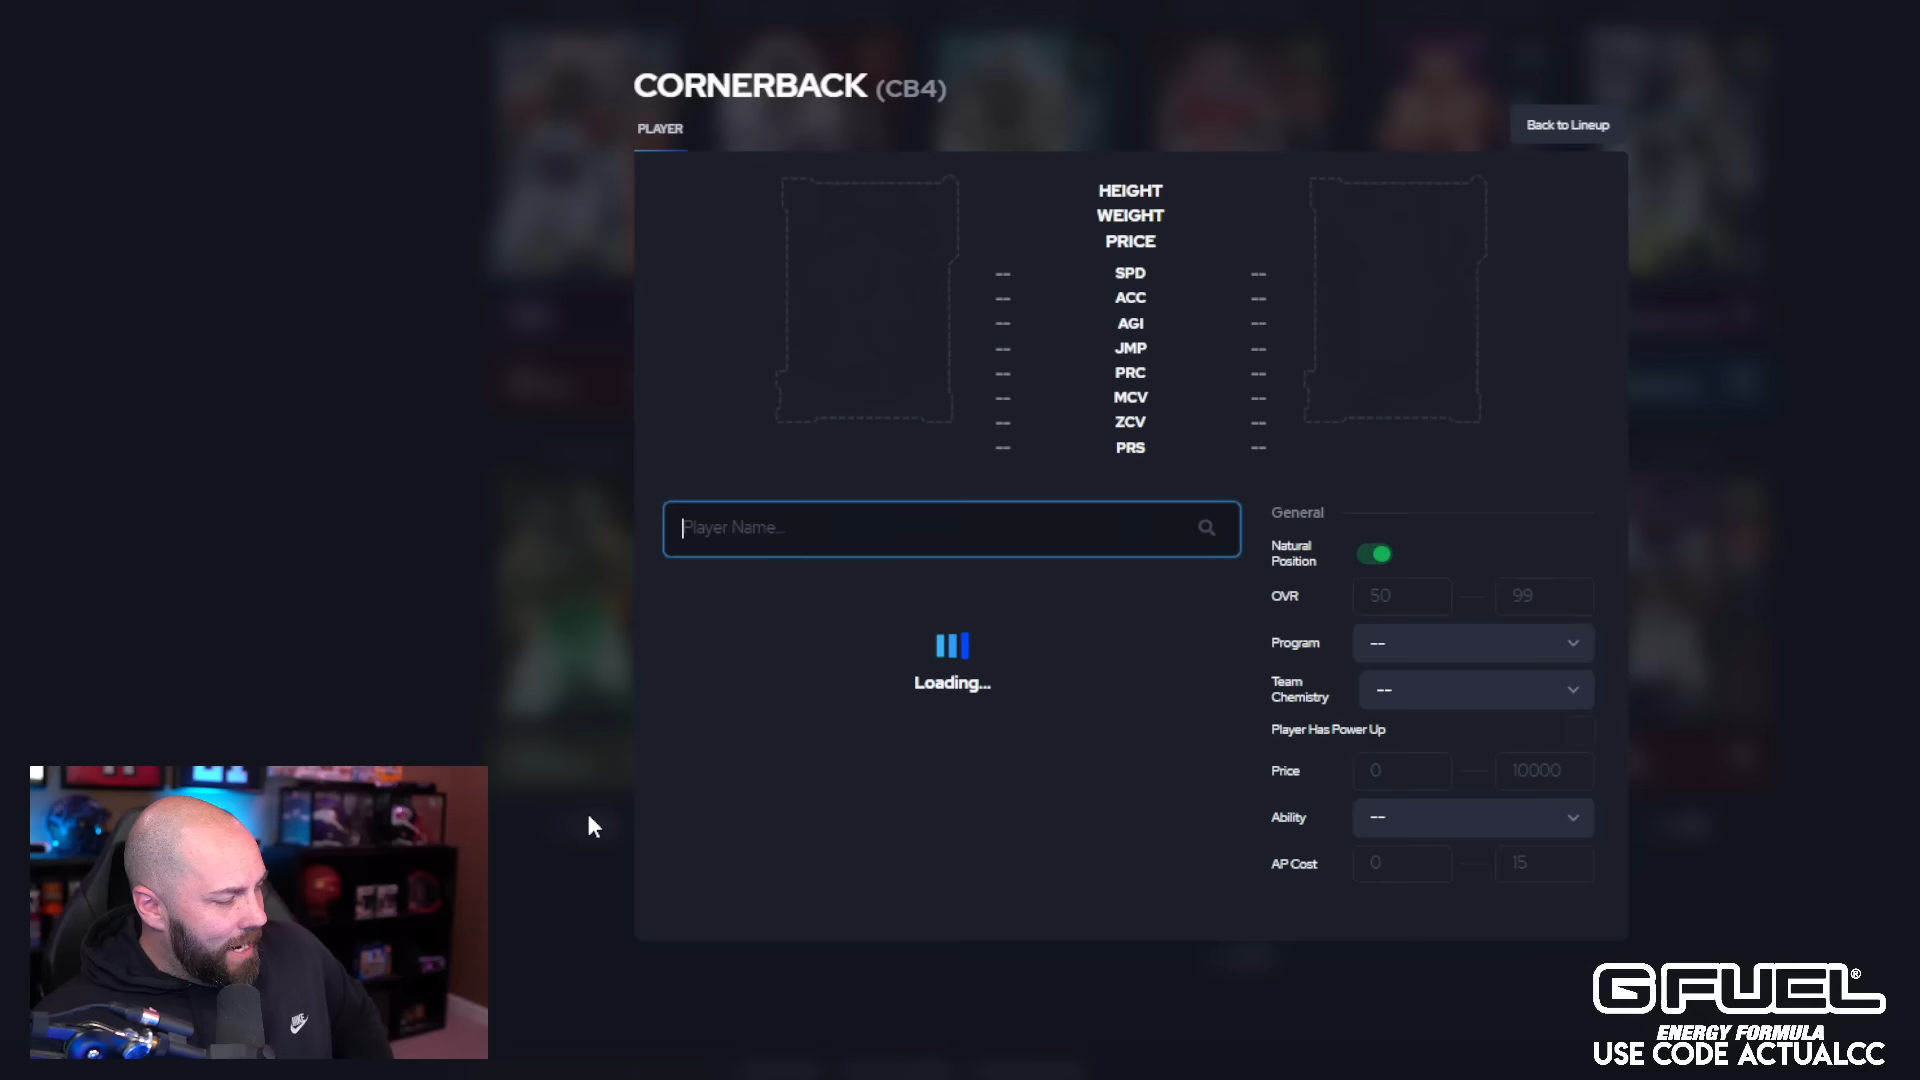 CORNERBACK (CB4)
PLAYER
Back to Lineup
HEIGHT
WEIGHT
PRICE
-- SPD --
-- ACC --
-- AGI --
-- JMP --
-- PRC --
-- MCV --
-- ZCV --
-- PRS --
Player Name...
Loading...
General
Natural
Position
OVR 50 99
Program --
Team
Chemistry --
Player Has Power Up
Price 0 10000
Ability --
AP Cost 0 15
NIKE
G FUEL®
ENERGY FORMULA
USE CODE ACTUALCC